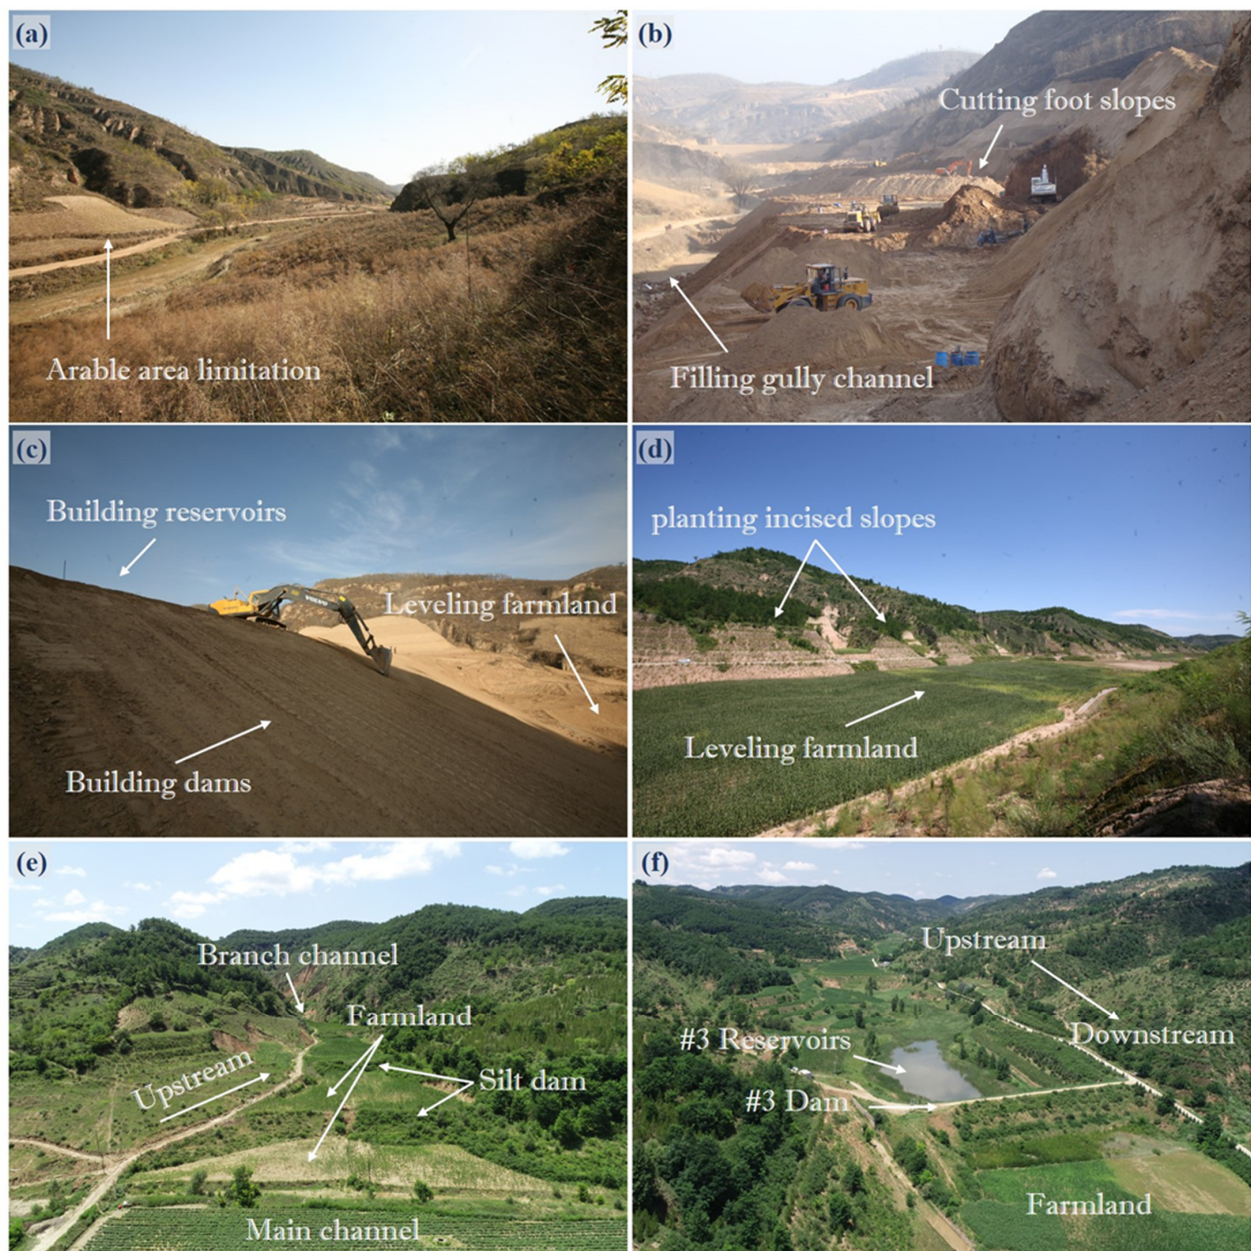 (a)
Arable area limitation
(b)
Cutting foot slopes
Filling gully channel
(c)
Building reservoirs
VOLVO
Leveling farmland
Building dams
(d)
planting incised slopes
Leveling farmland
(e)
Branch channel
Farmland
Upstream
Silt dam
Main channel
(f)
Upstream
Downstream
#3 Reservoirs
#3 Dam
Farmland